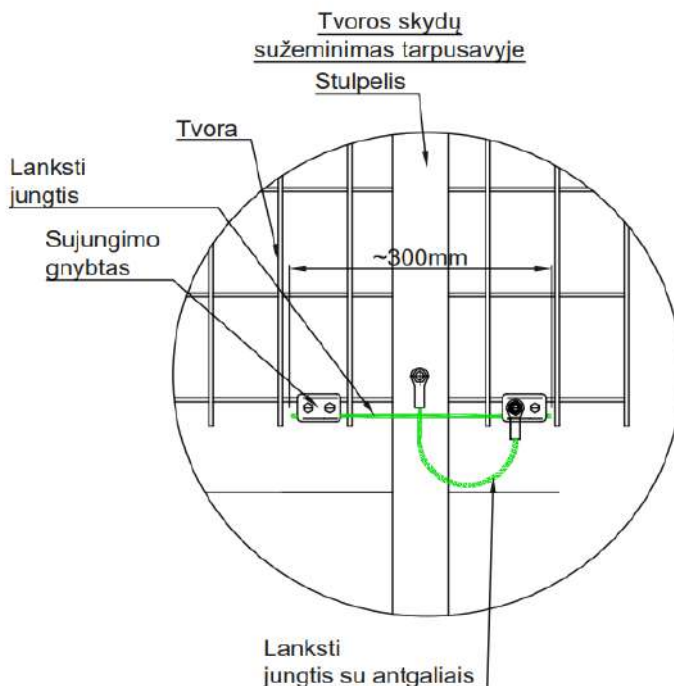 Tvoros skydų
sužeminimas tarpusavyje
Stulpelis
Tvora
Lanksti
jungtis
Sujungimo
gnybtas
~300mm
Lanksti
jungtis su antgaliais